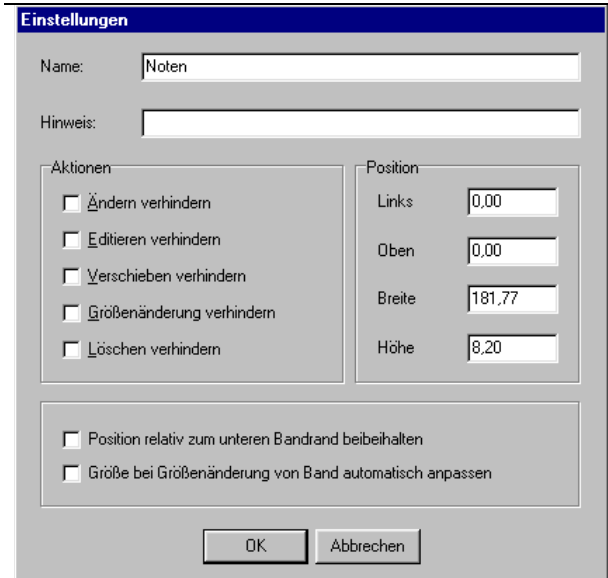 Einstellungen
Name: Noten
Hinweis:
Aktionen
Ändern verhindern
Editieren verhindern
Verschieben verhindern
Größenänderung verhindern
Löschen verhindern
Position
Links 0,00
Oben 0,00
Breite 181,77
Höhe 8,20
Position relativ zum unteren Bandrand beibeihalten
Größe bei Größenänderung von Band automatisch anpassen
OK Abbrechen